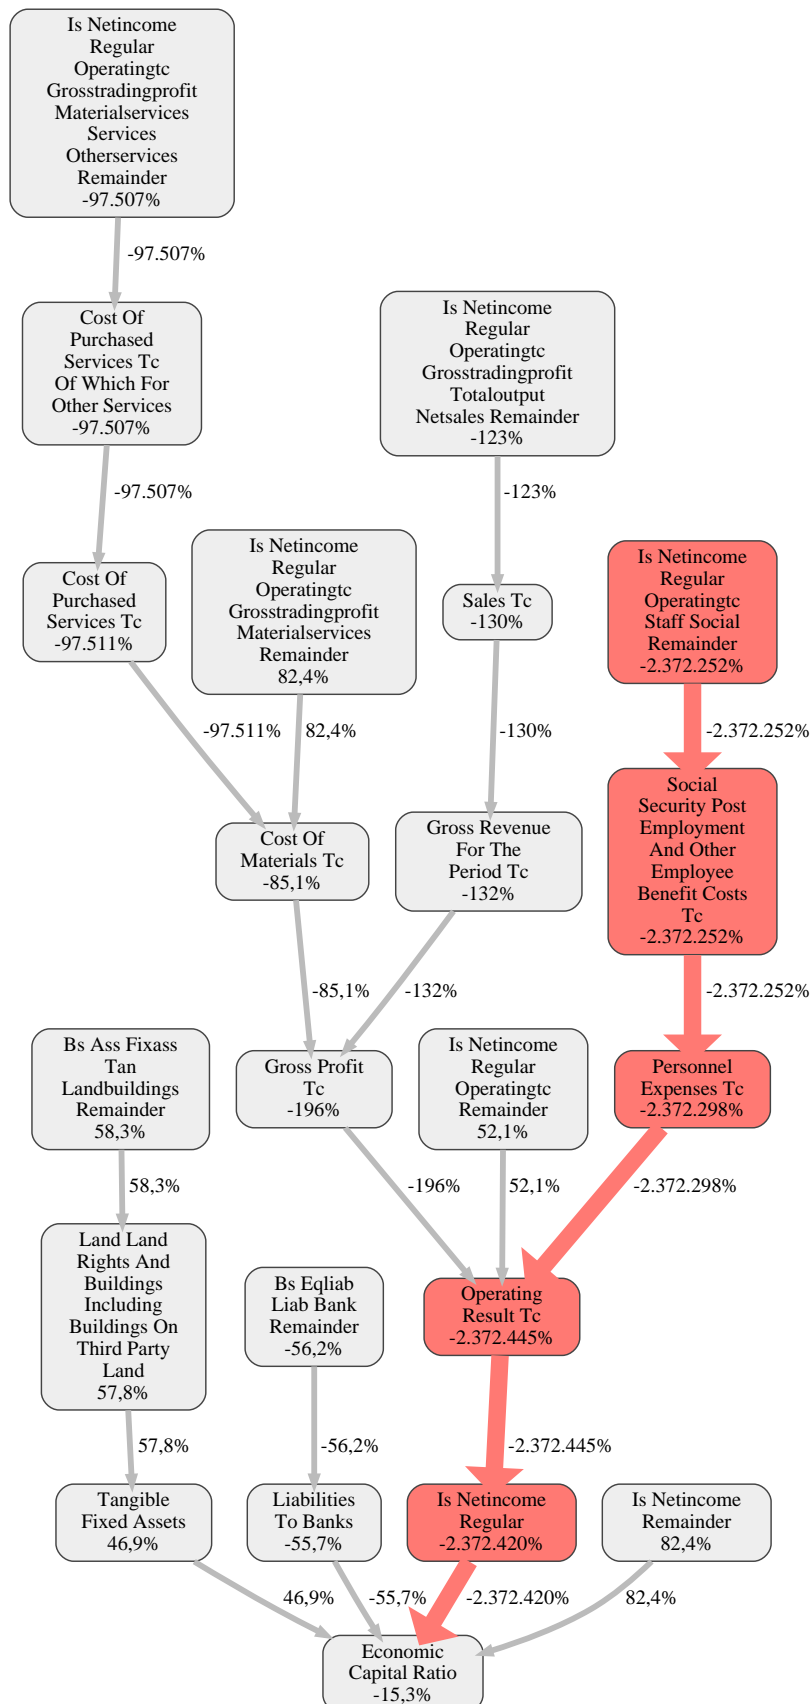 Is Netincome
Regular
Operatingtc
Grosstradingprofit
Materialservices
Services
Otherservices
Remainder
-97.507%
-97.507%
Cost Of
Purchased
Services Tc
Of Which For
Other Services
-97.507%
Is Netincome
Regular
Operatingtc
Grosstradingprofit
Totaloutput
Netsales Remainder
-123%
-97.507%
-123%
Cost Of
Purchased
Services Tc
-97.511%
Is Netincome
Regular
Operatingtc
Grosstradingprofit
Materialservices
Remainder
82,4%
Sales Tc
-130%
Is Netincome
Regular
Operatingtc
Staff Social
Remainder
-2.372.252%
-97.511%
82,4%
-130%
-2.372.252%
Cost Of
Materials Tc
-85,1%
Gross Revenue
For The
Period Tc
-132%
Social
Security Post
Employment
And Other
Employee
Benefit Costs
Tc
-2.372.252%
-85,1%
-132%
-2.372.252%
Bs Ass Fixass
Tan
Landbuildings
Remainder
58,3%
Gross Profit
Tc
-196%
Is Netincome
Regular
Operatingtc
Remainder
52,1%
Personnel
Expenses Tc
-2.372.298%
58,3%
-196%
52,1%
-2.372.298%
Land Land
Rights And
Buildings
Including
Buildings On
Third Party
Land
57,8%
Bs Eqliab
Liab Bank
Remainder
-56,2%
Operating
Result Tc
-2.372.445%
57,8%
-56,2%
-2.372.445%
Tangible
Fixed Assets
46,9%
Liabilities
To Banks
-55,7%
Is Netincome
Regular
-2.372.420%
Is Netincome
Remainder
82,4%
46,9%
-55,7%
-2.372.420%
82,4%
Economic
Capital Ratio
-15,3%